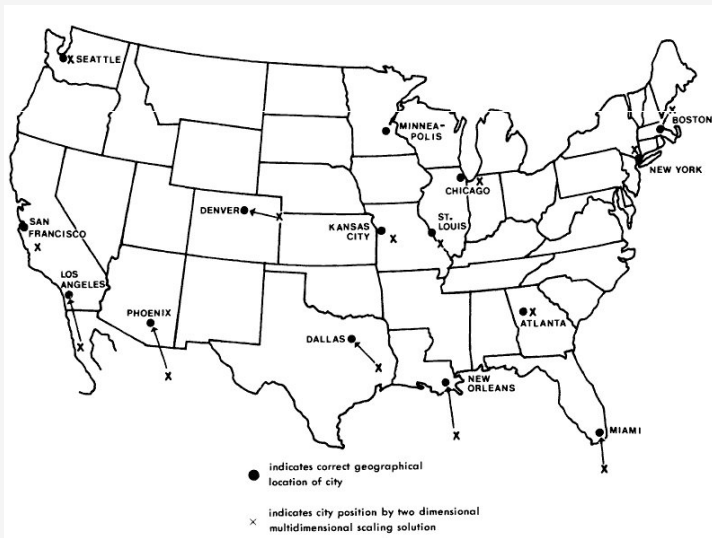 SEATTLE
MINNEA-
POLIS
BOSTON
NEW YORK
CHICAGO
DENVER
SAN
FRANCISCO
KANSAS
CITY
ST.
LOUIS
LOS
ANGELES
PHOENIX
ATLANTA
DALLAS
NEW
ORLEANS
MIAMI
indicates correct geographical
location of city
x indicates city position by two dimensional
multidimensional scaling solution